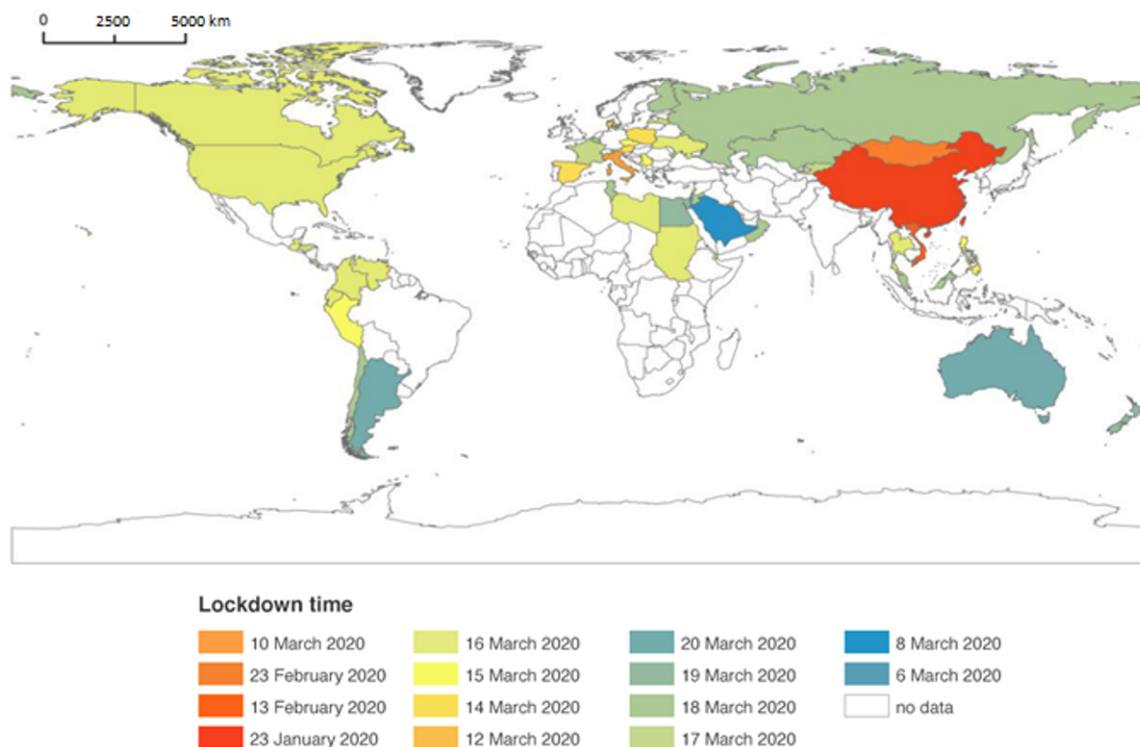 0 2500 5000 km
Lockdown time
10 March 2020
23 February 2020
13 February 2020
23 January 2020
16 March 2020
15 March 2020
14 March 2020
12 March 2020
20 March 2020
19 March 2020
18 March 2020
17 March 2020
8 March 2020
6 March 2020
no data